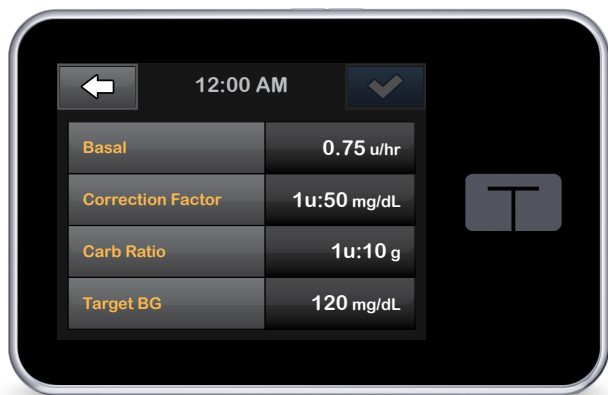 12:00 AM
Basal 0.75 u/hr
Correction Factor 1u:50 mg/dL
Carb Ratio 1u:10 g
Target BG 120 mg/dL